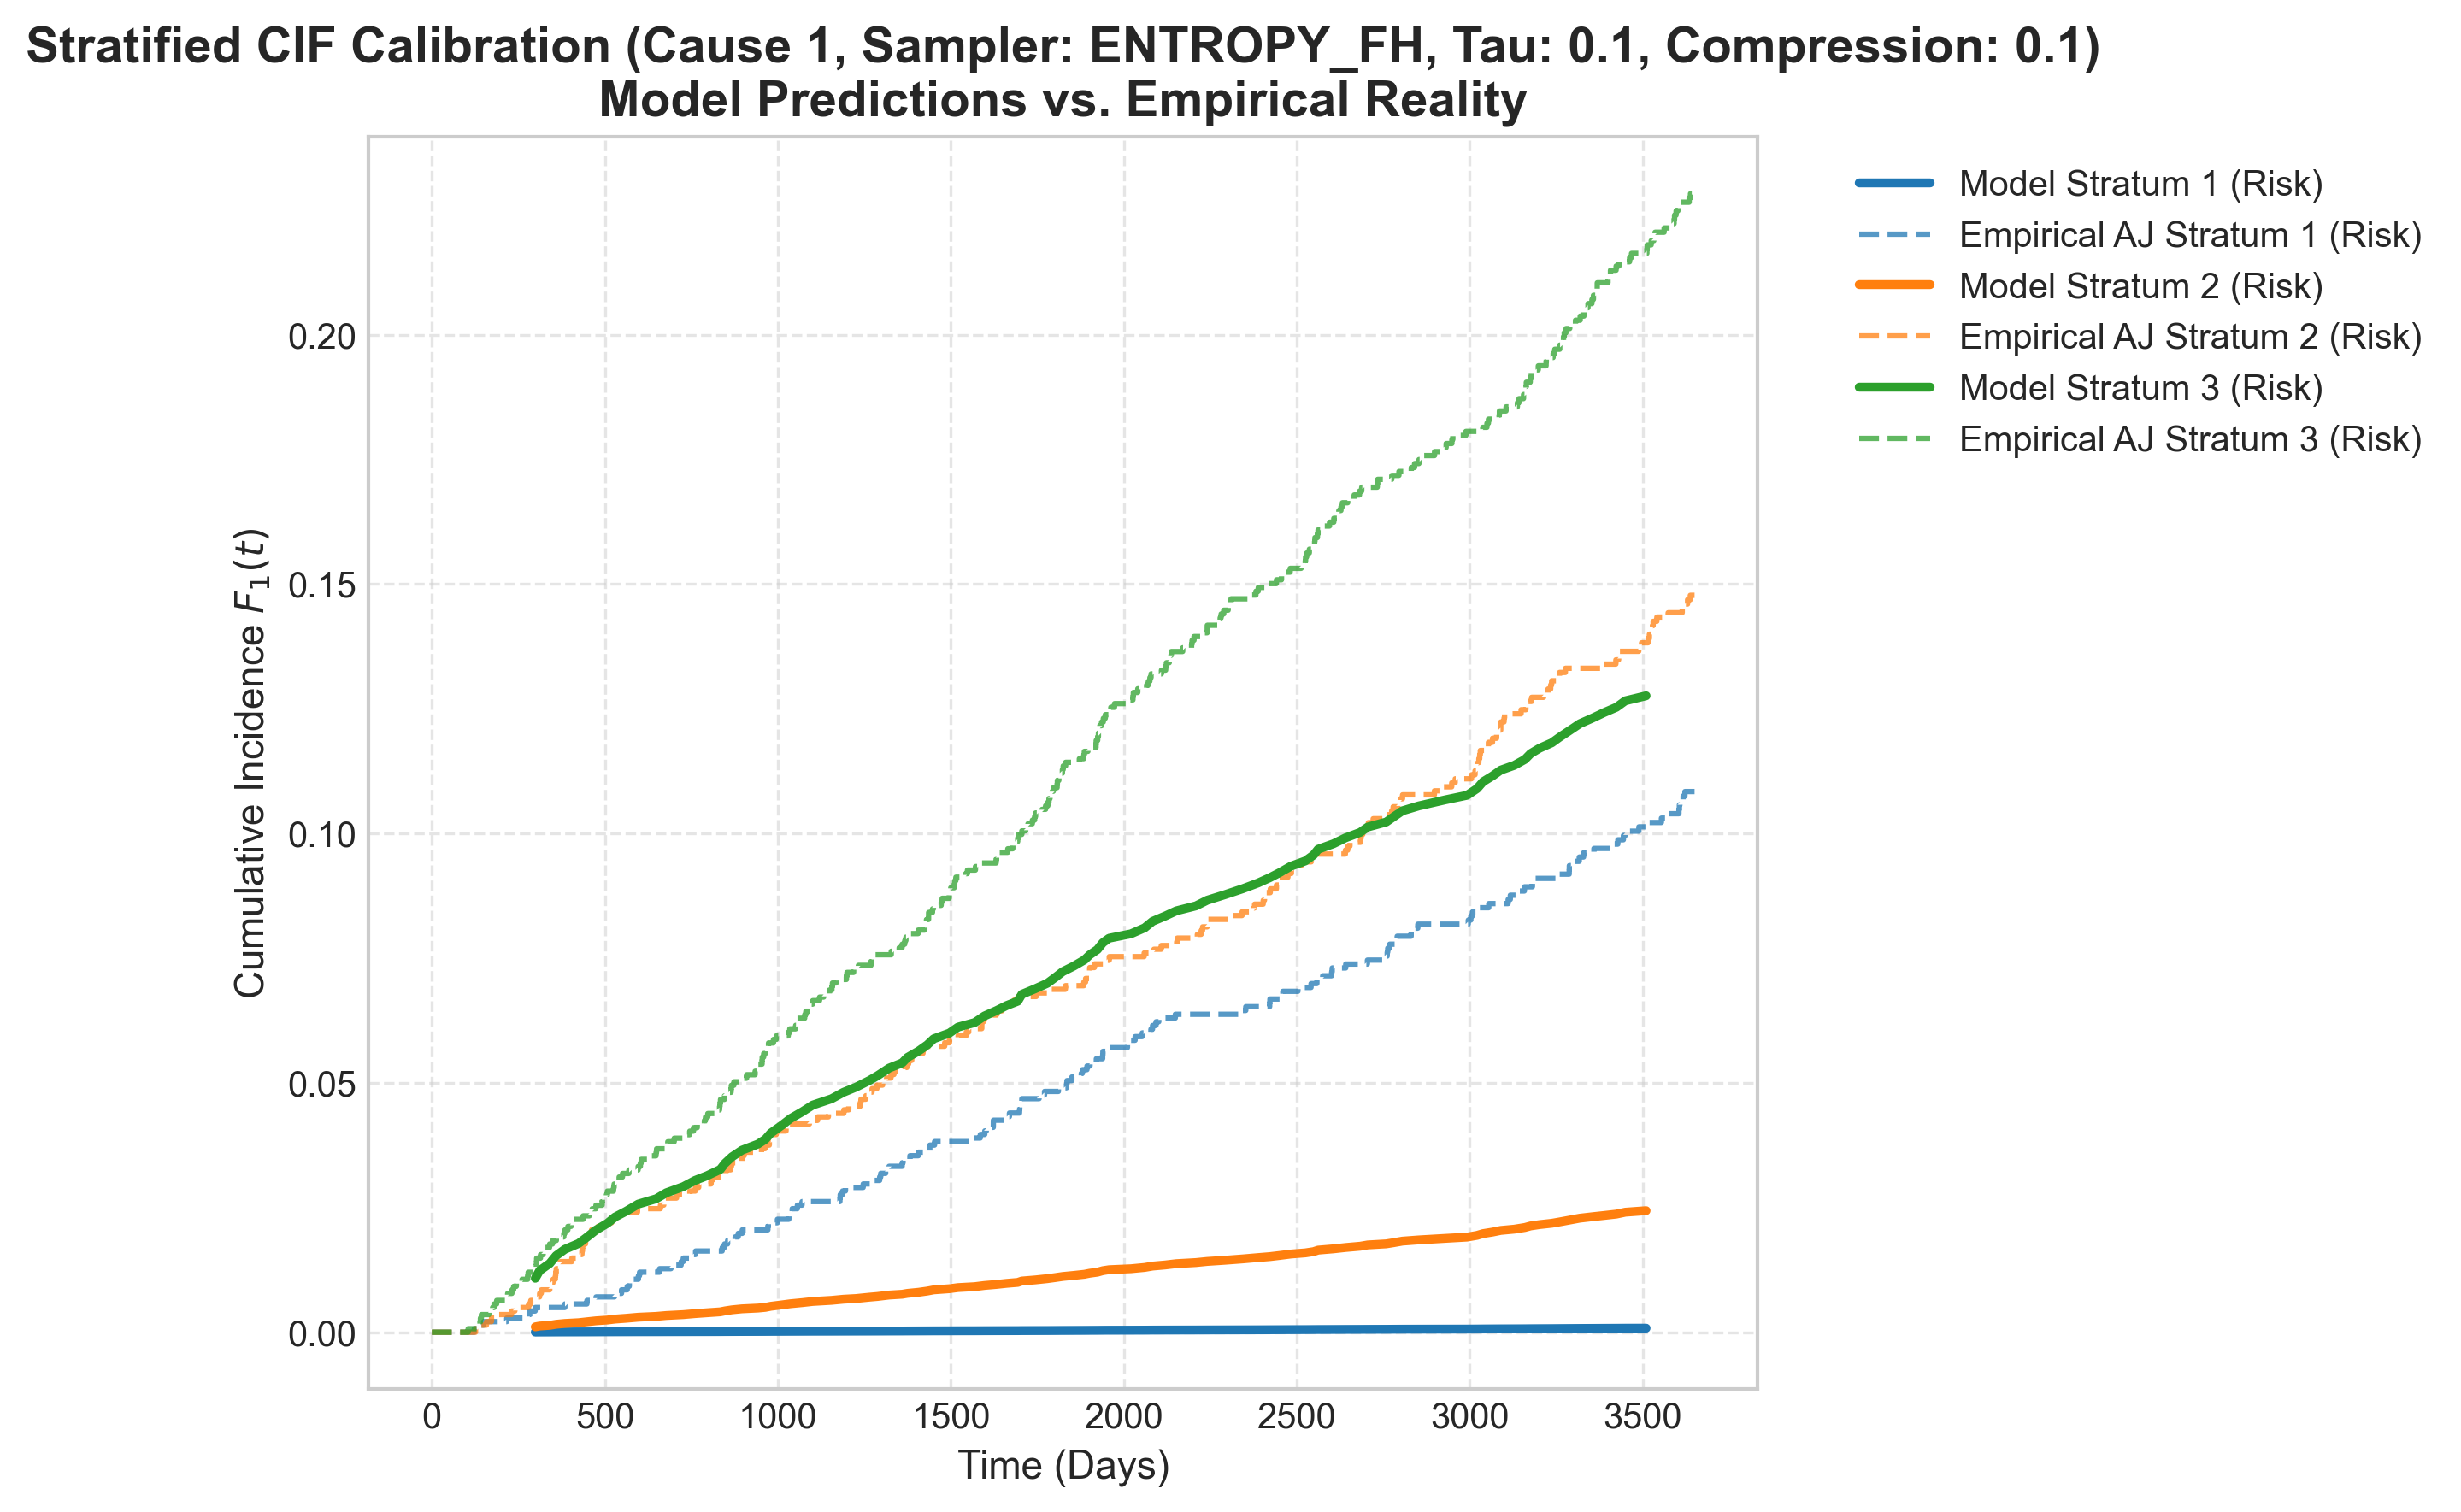 Stratified CIF Calibration (Cause 1, Sampler: ENTROPY_FH, Tau: 0.1, Compression: 0.1)
Model Predictions vs. Empirical Reality
Model Stratum 1 (Risk)
Empirical AJ Stratum 1 (Risk)
Model Stratum 2 (Risk)
Empirical AJ Stratum 2 (Risk)
Model Stratum 3 (Risk)
Empirical AJ Stratum 3 (Risk)
Cumulative Incidence F₁(t)
0.20
0.15
0.10
0.05
0.00
0 500 1000 1500 2000 2500 3000 3500
Time (Days)